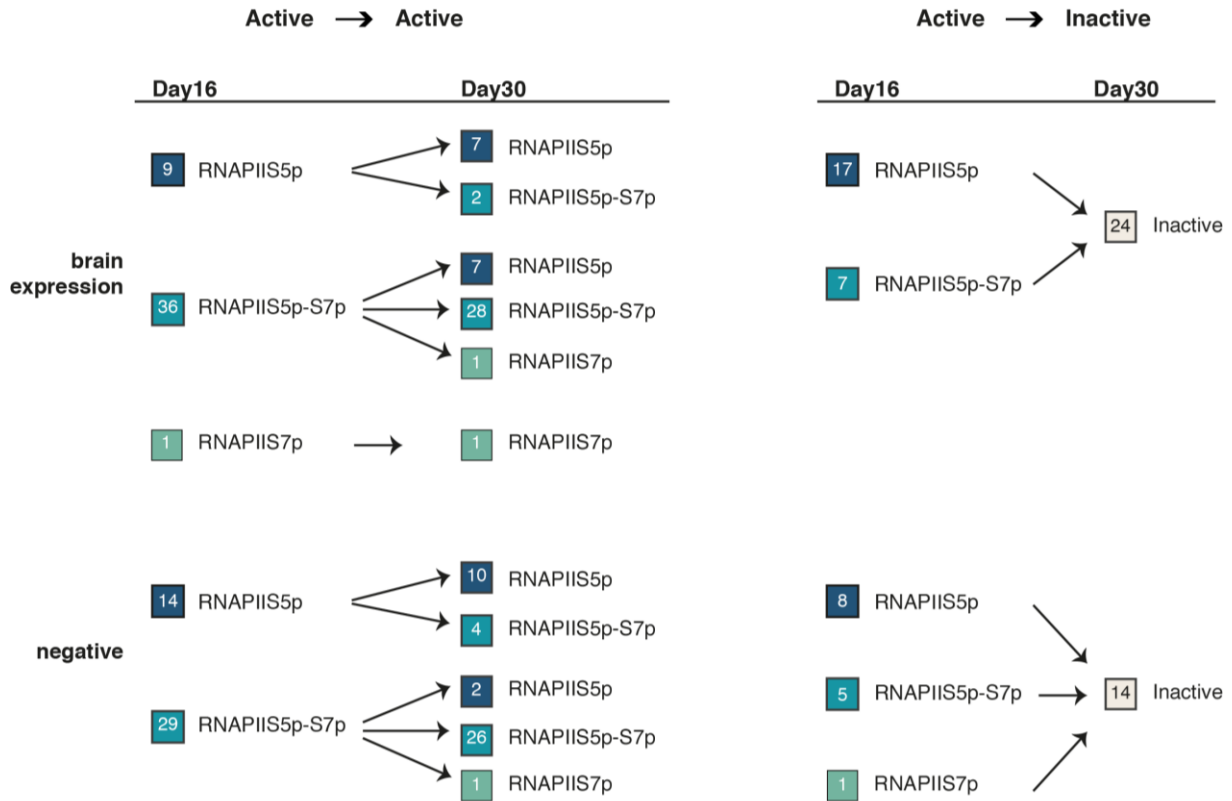 Active → Active
Active → Inactive
Day16 Day30
Day16 Day30
brain
expression
9 RNAPIIS5p
7 RNAPIIS5p
2 RNAPIIS5p-S7p
36 RNAPIIS5p-S7p
7 RNAPIIS5p
28 RNAPIIS5p-S7p
1 RNAPIIS7p
1 RNAPIIS7p
1 RNAPIIS7p
17 RNAPIIS5p
7 RNAPIIS5p-S7p
24 Inactive
negative
14 RNAPIIS5p
10 RNAPIIS5p
4 RNAPIIS5p-S7p
29 RNAPIIS5p-S7p
2 RNAPIIS5p
26 RNAPIIS5p-S7p
1 RNAPIIS7p
8 RNAPIIS5p
5 RNAPIIS5p-S7p
1 RNAPIIS7p
14 Inactive